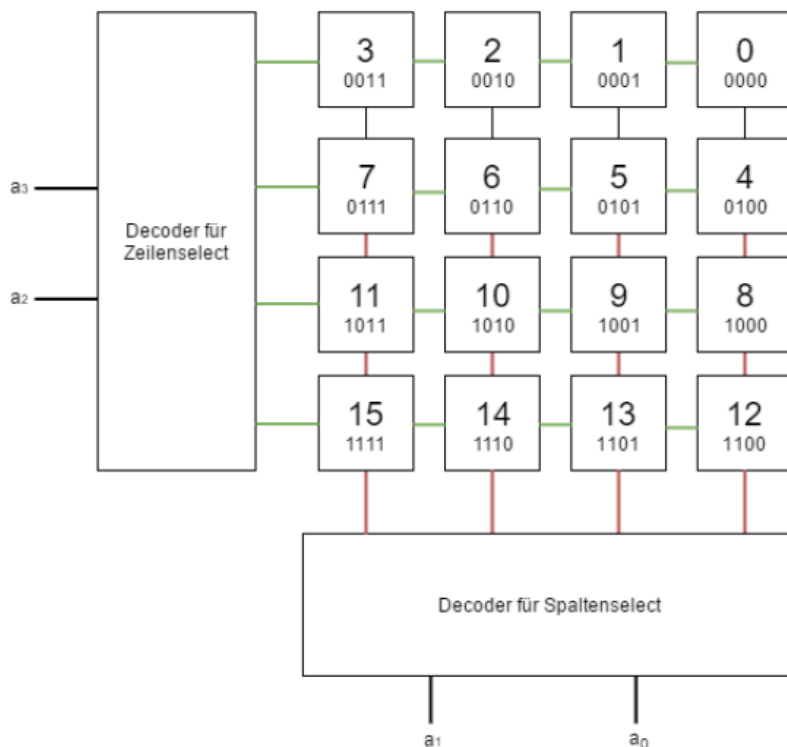 3 2 1 0
0011 0010 0001 0000
a3
7 6 5 4
0111 0110 0101 0100
Decoder für
Zeilenselect
a2
11 10 9 8
1011 1010 1001 1000
15 14 13 12
1111 1110 1101 1100
Decoder für Spaltenselect
a1 a0